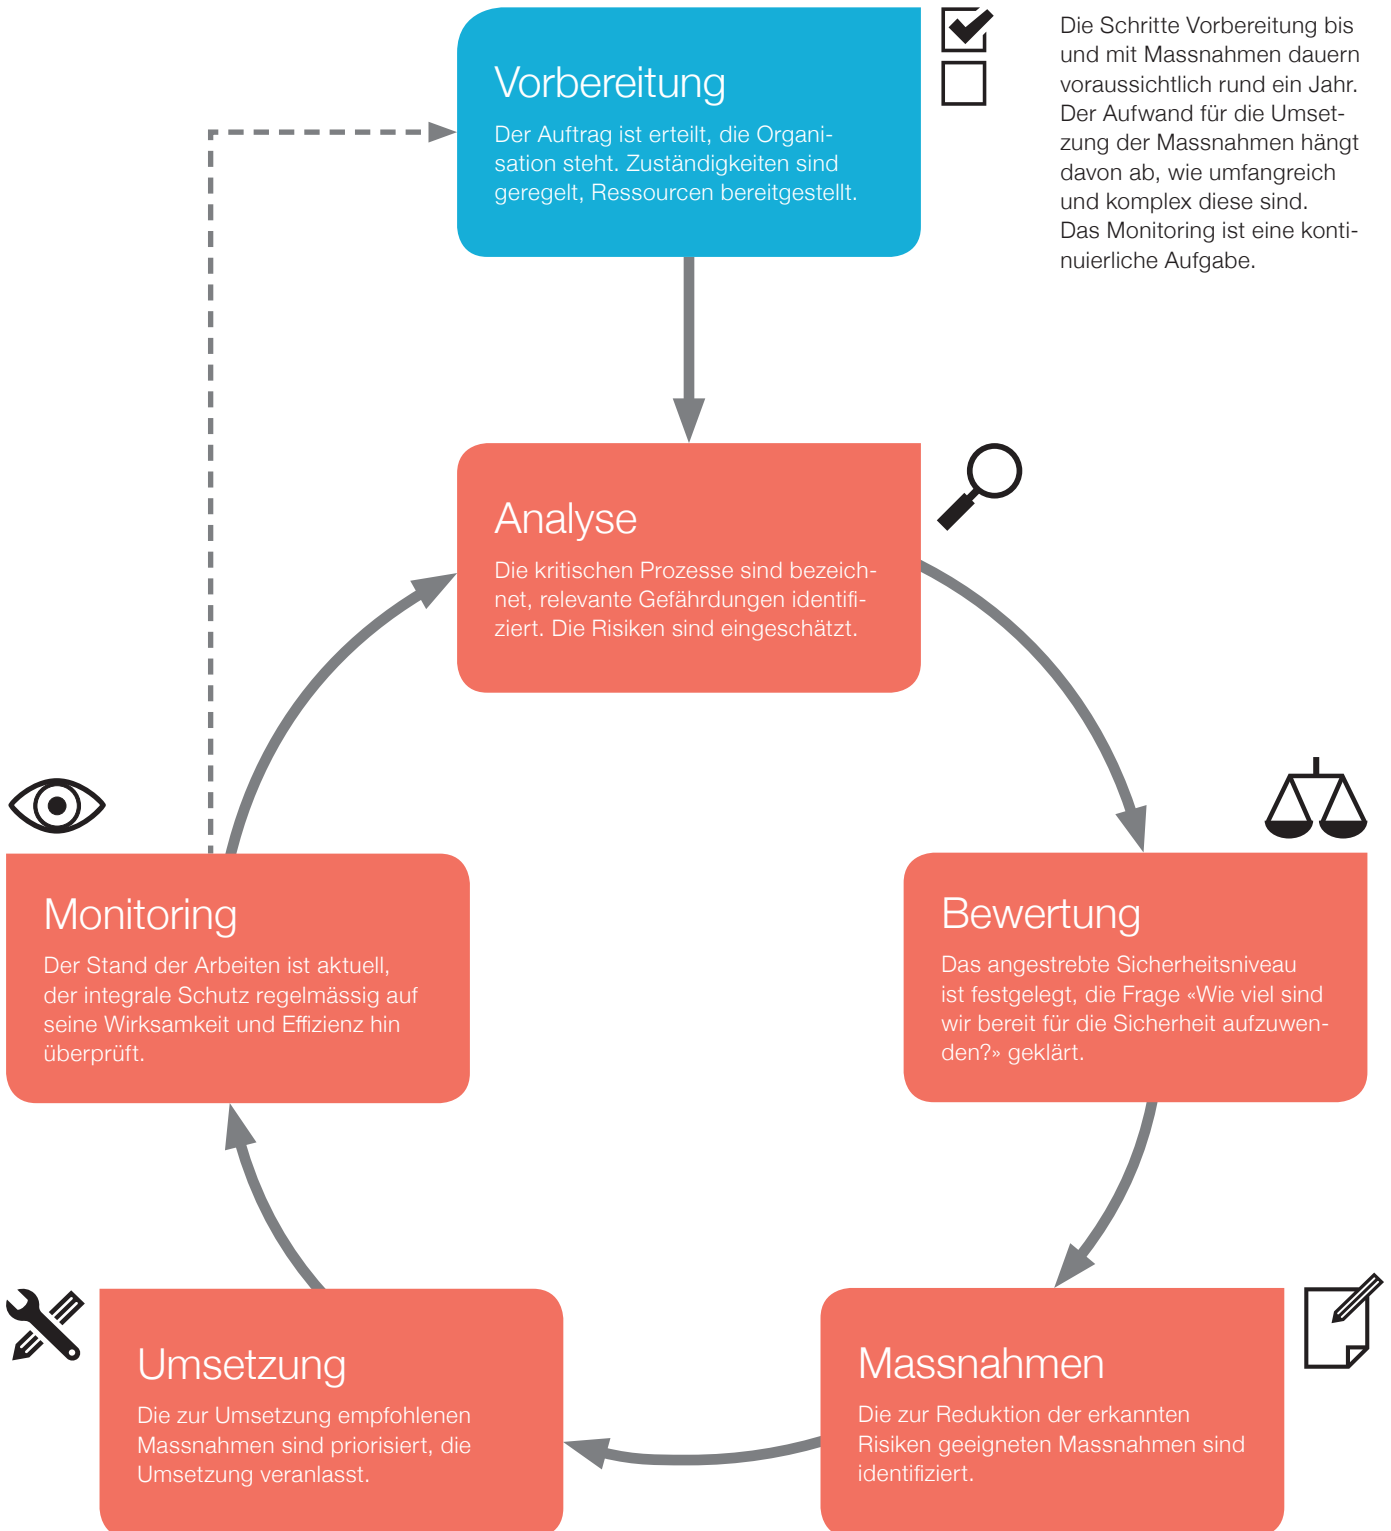 Vorbereitung
Der Auftrag ist erteilt, die Organi-
sation steht. Zuständigkeiten sind
geregelt, Ressourcen bereitgestellt.
Die Schritte Vorbereitung bis
und mit Massnahmen dauern
voraussichtlich rund ein Jahr.
Der Aufwand für die Umset-
zung der Massnahmen hängt
davon ab, wie umfangreich
und komplex diese sind.
Das Monitoring ist eine konti-
nuierliche Aufgabe.
Analyse
Die kritischen Prozesse sind bezeich-
net, relevante Gefährdungen identifi-
ziert. Die Risiken sind eingeschätzt.
Monitoring
Der Stand der Arbeiten ist aktuell,
der integrale Schutz regelmässig auf
seine Wirksamkeit und Effizienz hin
überprüft.
Bewertung
Das angestrebte Sicherheitsniveau
ist festgelegt, die Frage «Wie viel sind
wir bereit für die Sicherheit aufzuwen-
den?» geklärt.
Umsetzung
Die zur Umsetzung empfohlenen
Massnahmen sind priorisiert, die
Umsetzung veranlasst.
Massnahmen
Die zur Reduktion der erkannten
Risiken geeigneten Massnahmen sind
identifiziert.